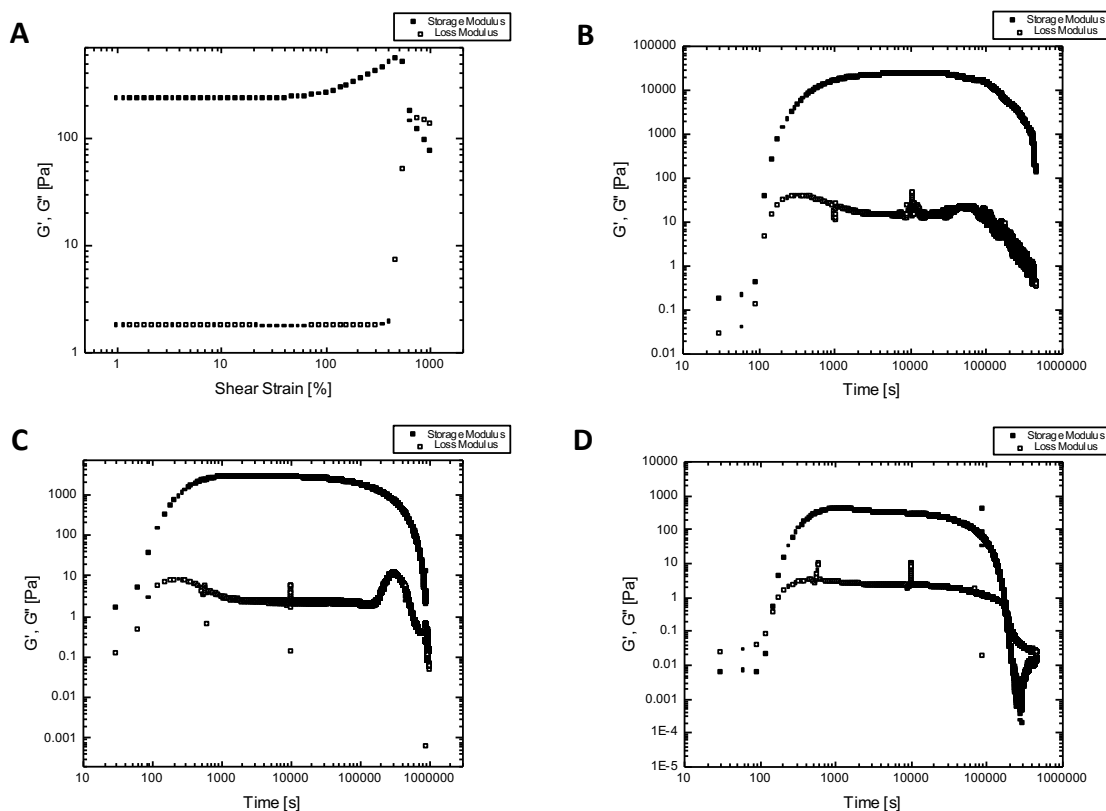 A
Storage Modulus
Loss Modulus
100
10
1
G', G" [Pa]
1 10 100 1000
Shear Strain [%]
B
Storage Modulus
Loss Modulus
100000
10000
1000
100
10
1
0.1
0.01
G', G" [Pa]
10 100 1000 10000 100000 1000000
Time [s]
C
Storage Modulus
Loss Modulus
1000
100
10
1
0.1
0.01
0.001
G', G" [Pa]
10 100 1000 10000 100000 1000000
Time [s]
D
Storage Modulus
Loss Modulus
10000
1000
100
10
1
0.1
0.01
0.001
1E-4
1E-5
G', G" [Pa]
10 100 1000 10000 100000 1000000
Time [s]